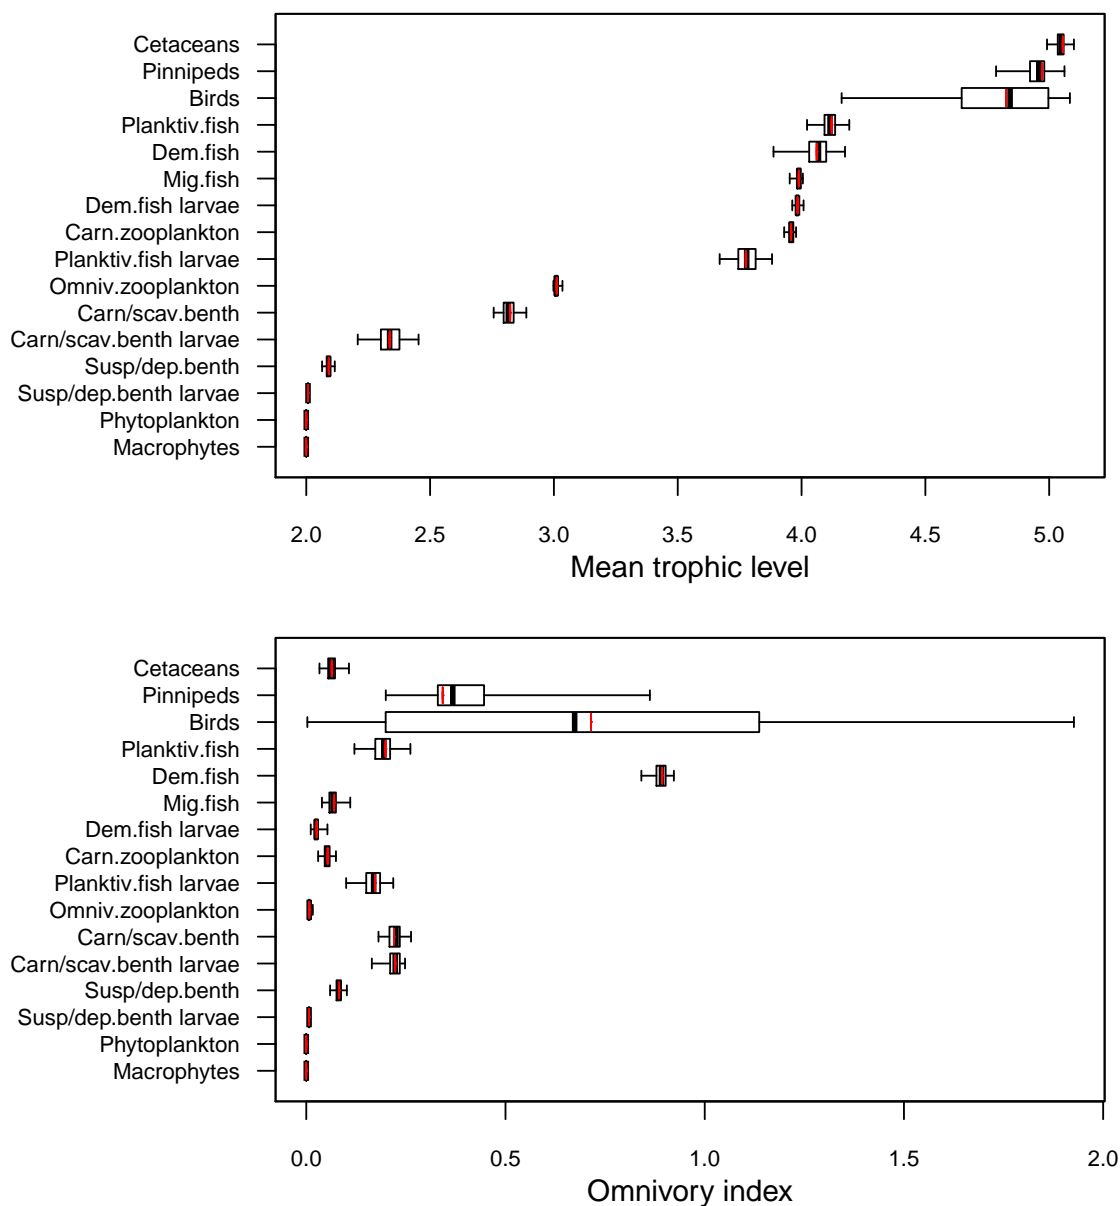 Cetaceans
Pinnipeds
Birds
Planktiv.fish
Dem.fish
Mig.fish
Dem.fish larvae
Carn.zooplankton
Planktiv.fish larvae
Omniv.zooplankton
Carn/scav.benth
Carn/scav.benth larvae
Susp/dep.benth
Susp/dep.benth larvae
Phytoplankton
Macrophytes
2.0 2.5 3.0 3.5 4.0 4.5 5.0
Mean trophic level
Cetaceans
Pinnipeds
Birds
Planktiv.fish
Dem.fish
Mig.fish
Dem.fish larvae
Carn.zooplankton
Planktiv.fish larvae
Omniv.zooplankton
Carn/scav.benth
Carn/scav.benth larvae
Susp/dep.benth
Susp/dep.benth larvae
Phytoplankton
Macrophytes
0.0 0.5 1.0 1.5 2.0
Omnivory index